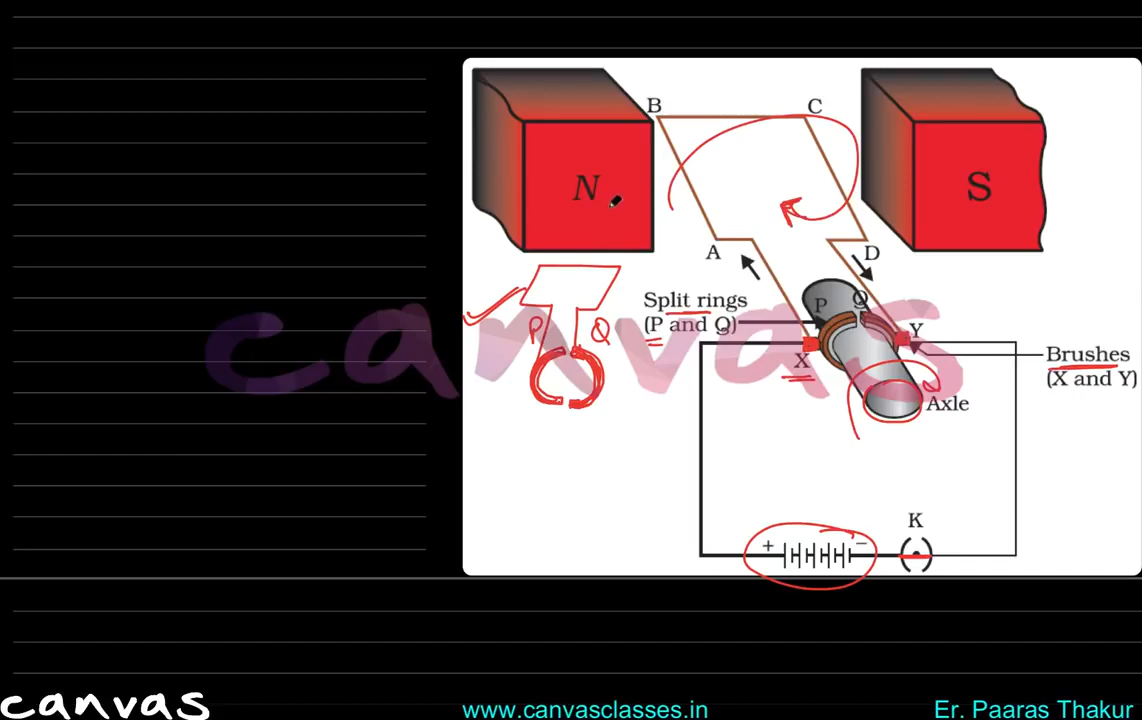 B
C
N
S
A
D
Split rings
(P and Q)
P
Q
P
Q
X
Y
Brushes
(X and Y)
Axle
canvas
K
+
−
canvas
www.canvasclasses.in
Er. Paaras Thakur